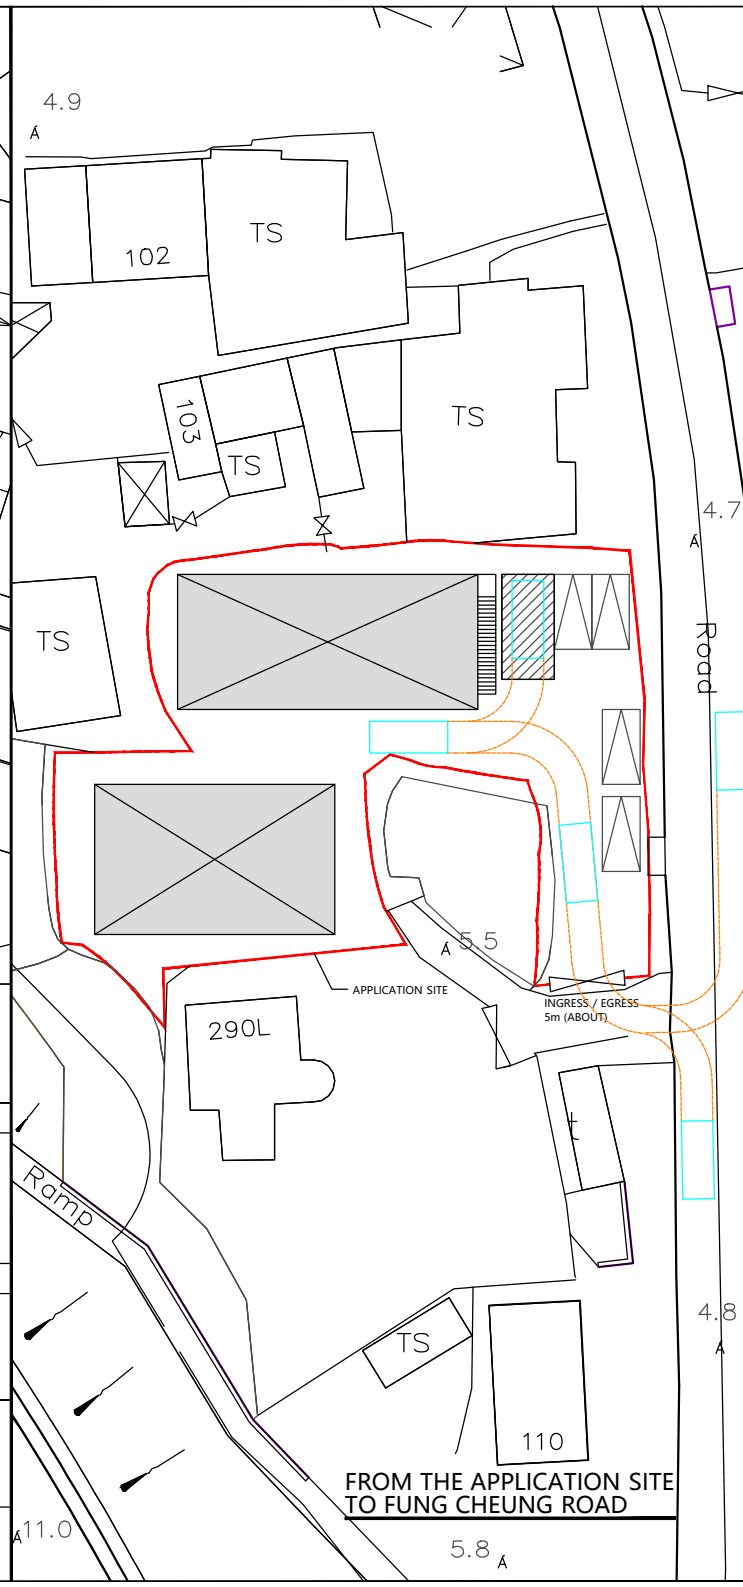 4.9
TS
102
TS
103
TS
4.7
TS
Road
5.5
APPLICATION SITE
INGRESS / EGRESS
5m (ABOUT)
290L
t
Ramp
4.8
TS
110
FROM THE APPLICATION SITE
TO FUNG CHEUNG ROAD
11.0
5.8